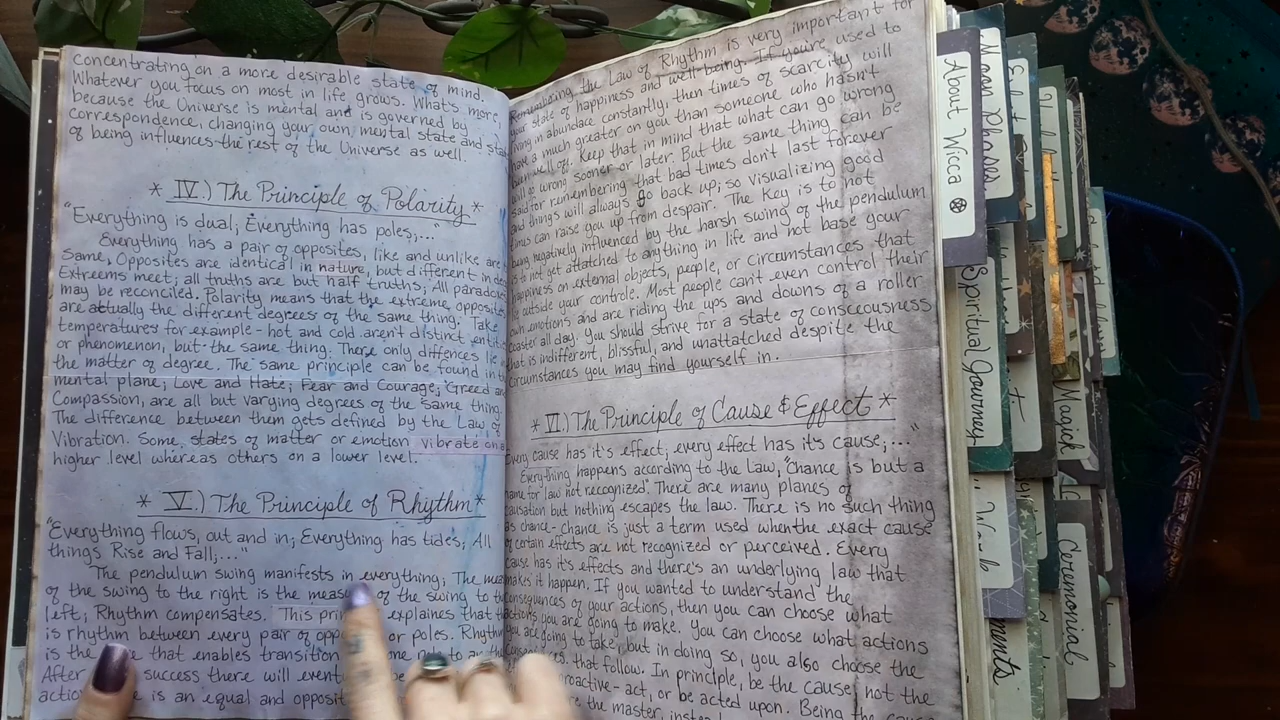 Concentrating on a more desirable state of mind.
Whatever you focus on most in life, grows. What's more,
because the Universe is mental and is governed by
correspondence, changing your own mental state and
of being influences the rest of the Universe as well.
* IV.) The Principle of Polarity *
"Everything is dual; Everything has poles;..."
Everything has a pair of opposites, like and unlike are
Same, Opposites are identical in nature, but different in
Extreems meet; all truths are but half truths; All
may be reconciled. Polarity means that the extreme opposites
are actually the different degrees of the same thing. Take
temperatures for example - hot and cold aren't distinct
or phenomon, but the same thing. There only diffences
the matter of degree. The same principle can be found in
mental plane; Love and Hate; Fear and Courage; Greed
Compassion, are all but varying degrees of the same thing.
The difference between them gets defined by the Law of
Vibration. Some states of matter or emotion vibrate on
higher level whereas others on a lower level.
* V.) The Principle of Rhythm *
"Everything flows, out and in; Everything has tides; All
things Rise and Fall;..."
The pendulum swing manifests in everything; The
of the swing to the right is the of the swing to
left; Rhythm compensates. This explaines
is rhythm between every pair of or poles.
is the that enables transition
After success there will
is an equal and
the Law of Rhythm is very important for
your state of happiness and well-being. If you're used to
abundace constantly, then times of scarcity will
have a much greater on you than someone who hasn't
been well off. Keep that in mind that what can go wrong
will go wrong sooner or later. But the same thing can be
said for remembering that bad times don't last forever
and things will always go back up; so visualizing good
times can raise you up from despair. The Key is to not
being negatively influenced by the harsh swing of the pendulum
is to not get attatched to anything in life and not base your
happiness on external objects, people, or circumstances that
outside your controle. Most people can't even control their
own emotions and are riding the ups and downs of a roller
coaster all day. You should strive for a state of conscousness
that is indifferent, blissful, and unattached despite the
circumstances you may find yourself in.
* VI.) The Principle of Cause & Effect *
Every cause has it's effect; every effect has it's cause;..."
Everything happens according to the Law, "Chance is but a
name for law not recognized". There are many planes of
causation but nothing escapes the law. There is no such thing
as chance - chance is just a term used when the exact cause
of certain effects are not recognized or perceived. Every
cause has it's effects and there's an underlying law that
makes it happen. If you wanted to understand the
consequences of your actions, then you can choose what
actions you are going to make. You can choose what actions
you are going to take, but in doing so, you also choose the
that follow. In principle, be the cause, not the
proactive - act, or be acted upon. Being the cause
the master,
About Wicca
Moon Phases
Spiritual Journey
Magick
Ceremonial